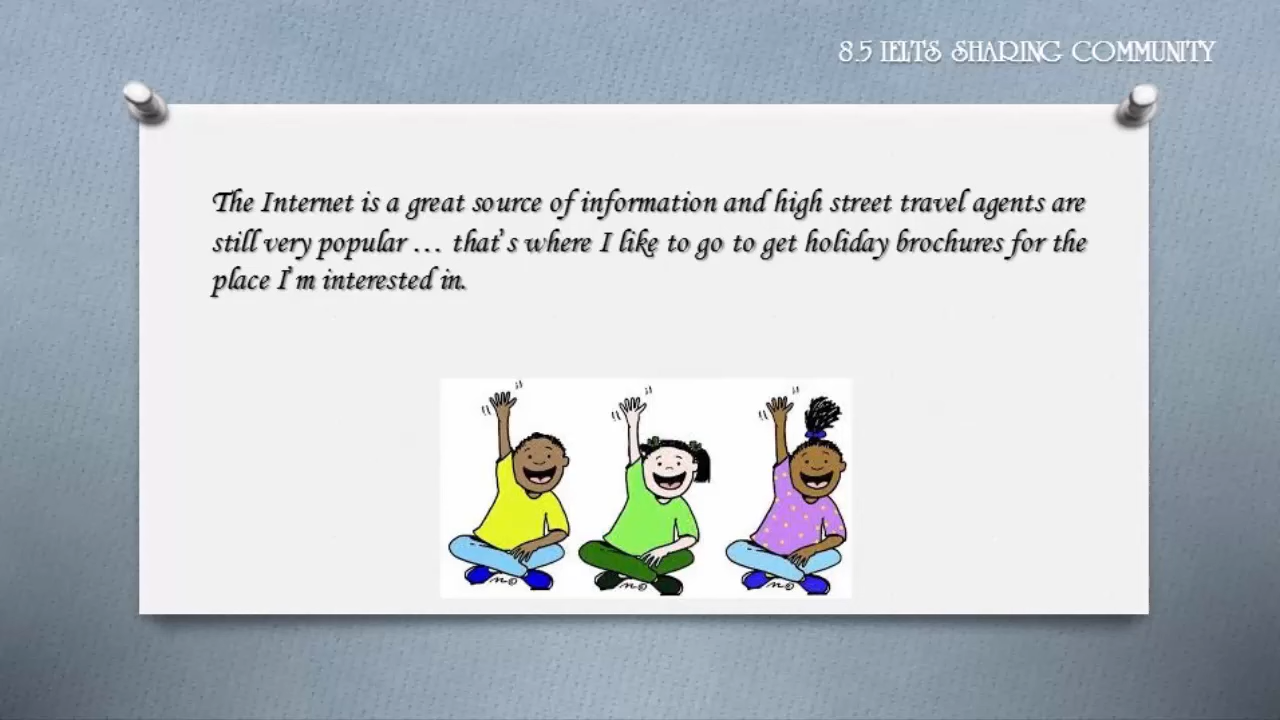 8.5 IELTS SHARING COMMUNITY
The Internet is a great source of information and high street travel agents are
still very popular … that's where I like to go to get holiday brochures for the
place I'm interested in.